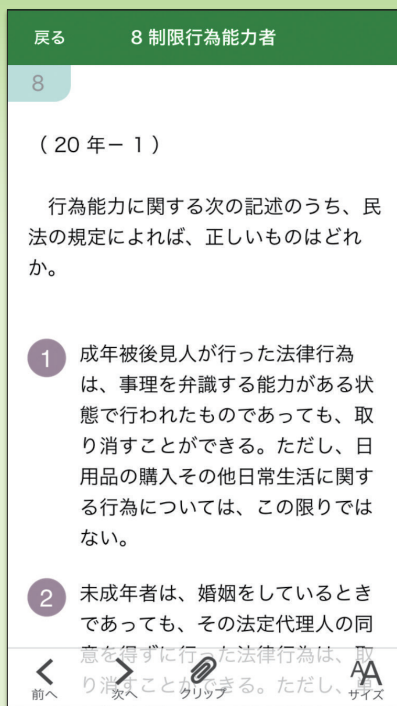 戻る
8 制限行為能力者
8
( 20 年－ 1 )
行為能力に関する次の記述のうち、民
法の規定によれば、正しいものはどれ
か。
1
成年被後見人が行った法律行為
は、事理を弁識する能力がある状
態で行われたものであっても、取
り消すことができる。ただし、日
用品の購入その他日常生活に関す
る行為については、この限りでは
ない。
2
未成年者は、婚姻をしているとき
であっても、その法定代理人の同
意を得ずに行った法律行為は、取
り消すことができる。ただし、単
前へ
次へ
クリップ
AA
サイズ